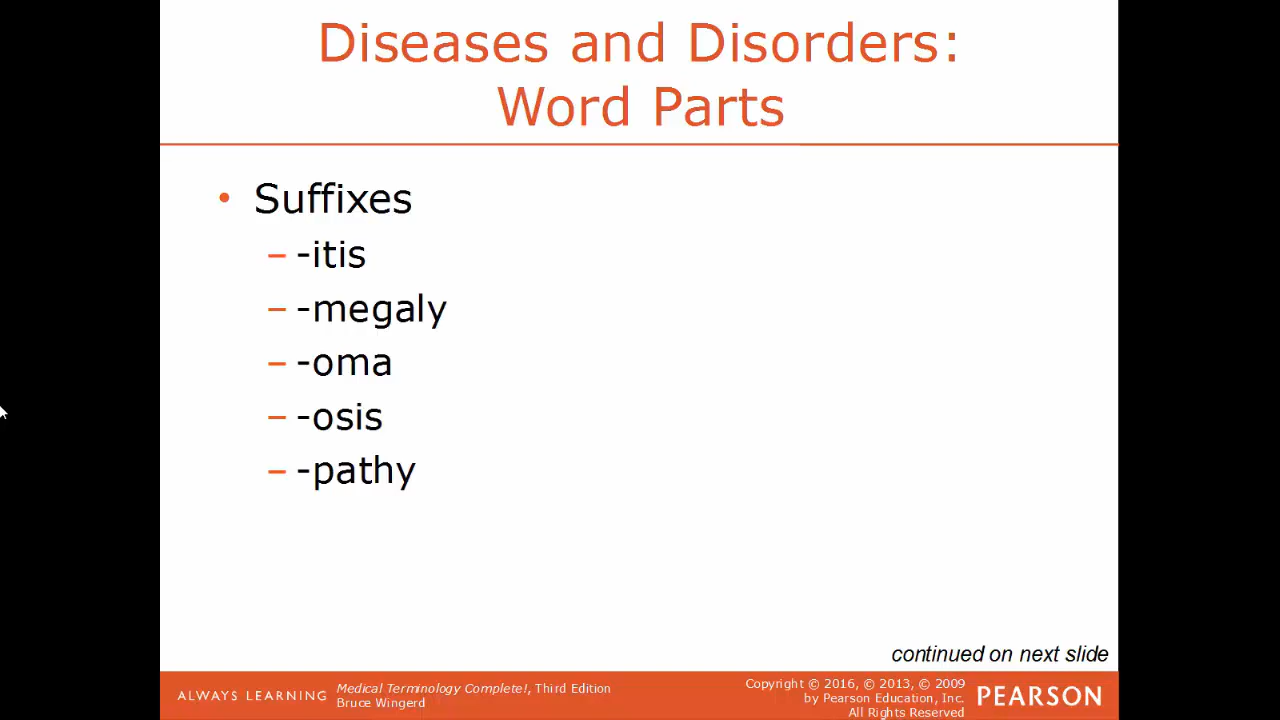 Diseases and Disorders:
Word Parts
• Suffixes
– -itis
– -megaly
– -oma
– -osis
– -pathy
continued on next slide
ALWAYS LEARNING
Medical Terminology Complete!, Third Edition
Bruce Wingerd
Copyright © 2016, © 2013, © 2009
by Pearson Education, Inc.
All Rights Reserved
PEARSON